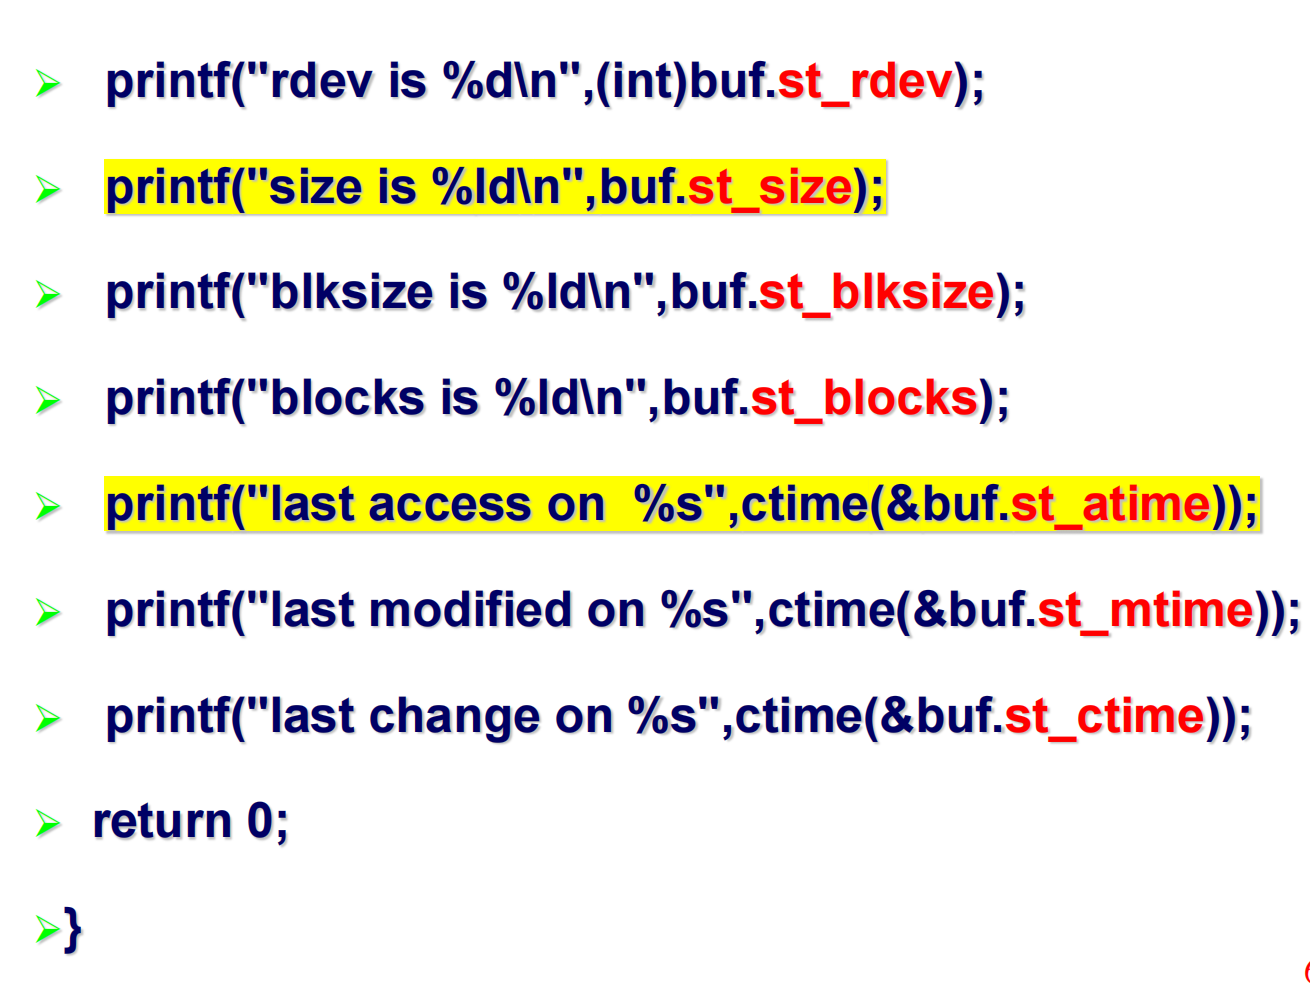 printf("rdev is %d\n",(int)buf.st_rdev);
printf("size is %ld\n",buf.st_size);
printf("blksize is %ld\n",buf.st_blksize);
printf("blocks is %ld\n",buf.st_blocks);
printf("last access on  %s",ctime(&buf.st_atime));
printf("last modified on %s",ctime(&buf.st_mtime));
printf("last change on %s",ctime(&buf.st_ctime));
return 0;
}